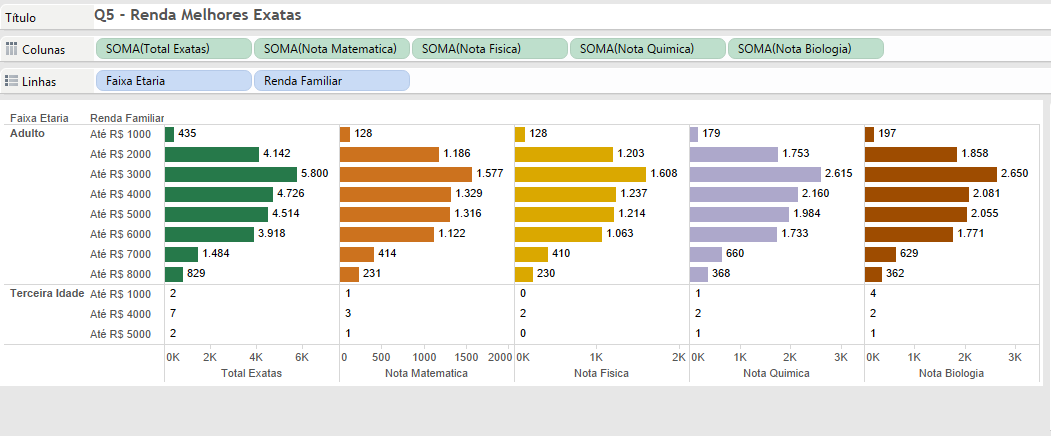 Título Q5 - Renda Melhores Exatas
Colunas SOMA(Total Exatas) SOMA(Nota Matematica) SOMA(Nota Fisica) SOMA(Nota Quimica) SOMA(Nota Biologia)
Linhas Faixa Etaria Renda Familiar
Faixa Etaria Renda Familiar
Adulto Até R$ 1000 435 128 128 179 197
Até R$ 2000 4.142 1.186 1.203 1.753 1.858
Até R$ 3000 5.800 1.577 1.608 2.615 2.650
Até R$ 4000 4.726 1.329 1.237 2.160 2.081
Até R$ 5000 4.514 1.316 1.214 1.984 2.055
Até R$ 6000 3.918 1.122 1.063 1.733 1.771
Até R$ 7000 1.484 414 410 660 629
Até R$ 8000 829 231 230 368 362
Terceira Idade Até R$ 1000 2 1 0 1 4
Até R$ 4000 7 3 2 2 2
Até R$ 5000 2 1 0 1 1
0K 2K 4K 6K 0 500 1000 1500 2000 0K 1K 2K 0K 1K 2K 3K 0K 1K 2K 3K
Total Exatas Nota Matematica Nota Fisica Nota Quimica Nota Biologia